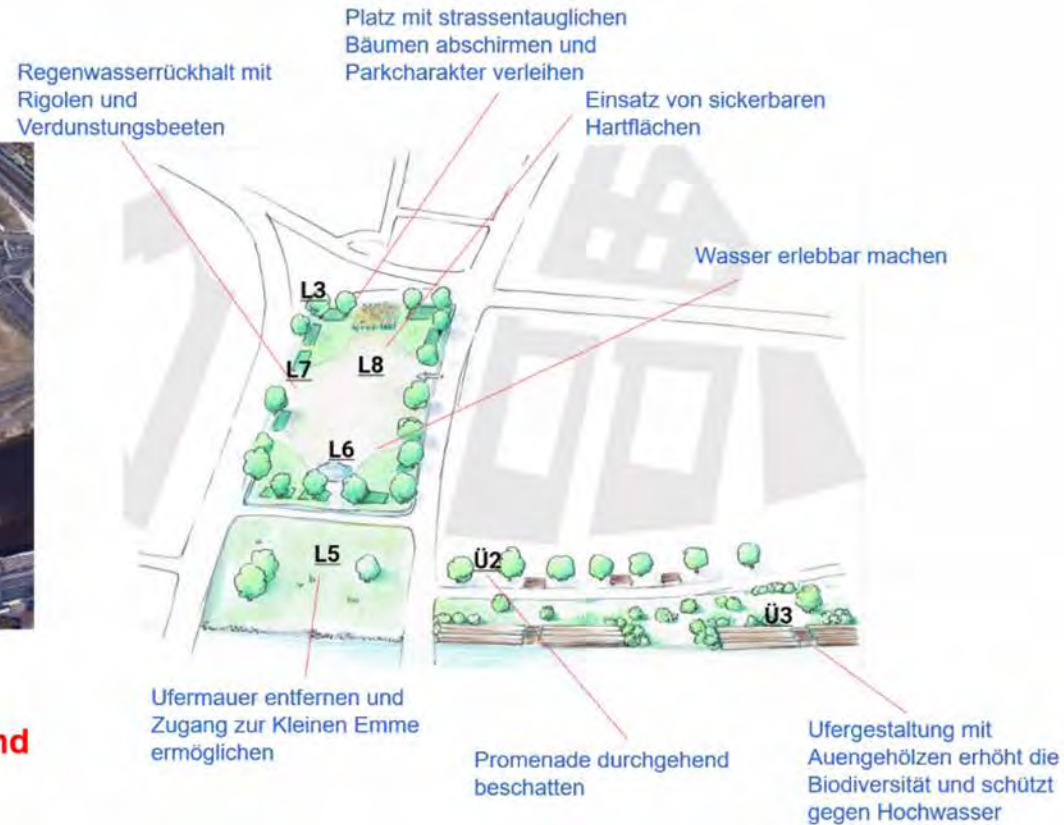 Platz mit strassentauglichen
Bäumen abschirmen und
Parkcharakter verleihen
Regenwasserrückhalt mit
Rigolen und
Verdunstungsbeeten
Einsatz von sickerbaren
Hartflächen
Wasser erlebbar machen
L3
L7
L8
L6
L5
Ü2
Ü3
Ufermauer entfernen und
Zugang zur Kleinen Emme
ermöglichen
nd
Promenade durchgehend
beschatten
Ufergestaltung mit
Auengehölzen erhöht die
Biodiversität und schützt
gegen Hochwasser